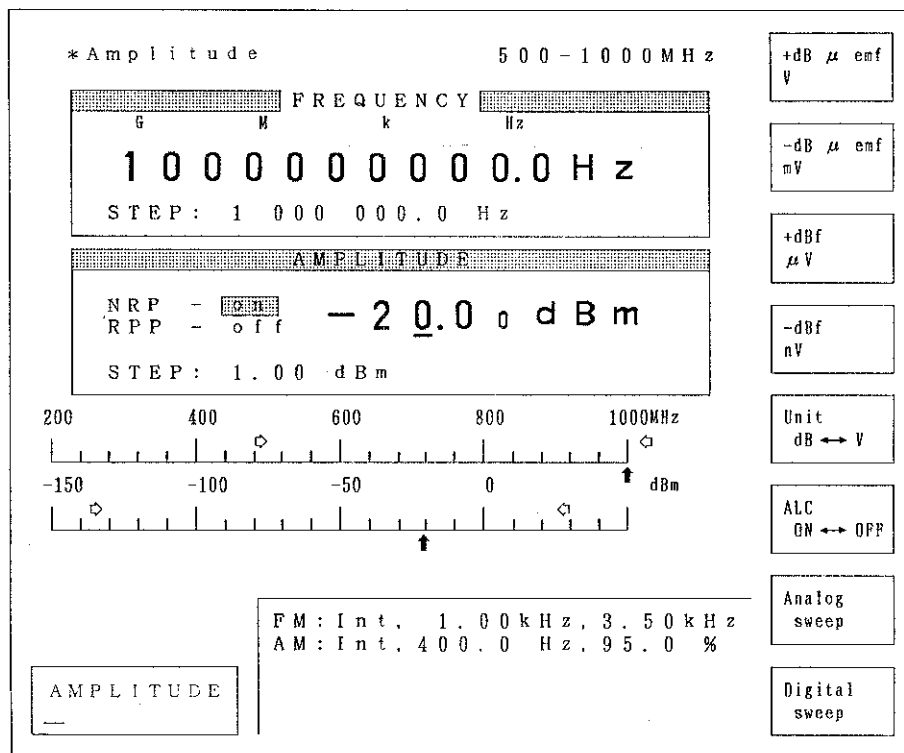 *Amplitude 500-1000MHz
FREQUENCY
G M k Hz
1000000000.0Hz
STEP: 1 000 000.0 Hz
AMPLITUDE
NRP - on
RPP - off
-20.00 dBm
STEP: 1.00 dBm
200 400 600 800 1000MHz
-150 -100 -50 0 dBm
FM:Int, 1.00kHz,3.50kHz
AM:Int,400.0 Hz,95.0 %
AMPLITUDE
+dB μ emf
V
-dB μ emf
mV
+dBf
μV
-dBf
nV
Unit
dB ↔ V
ALC
ON ↔ OFF
Analog
sweep
Digital
sweep